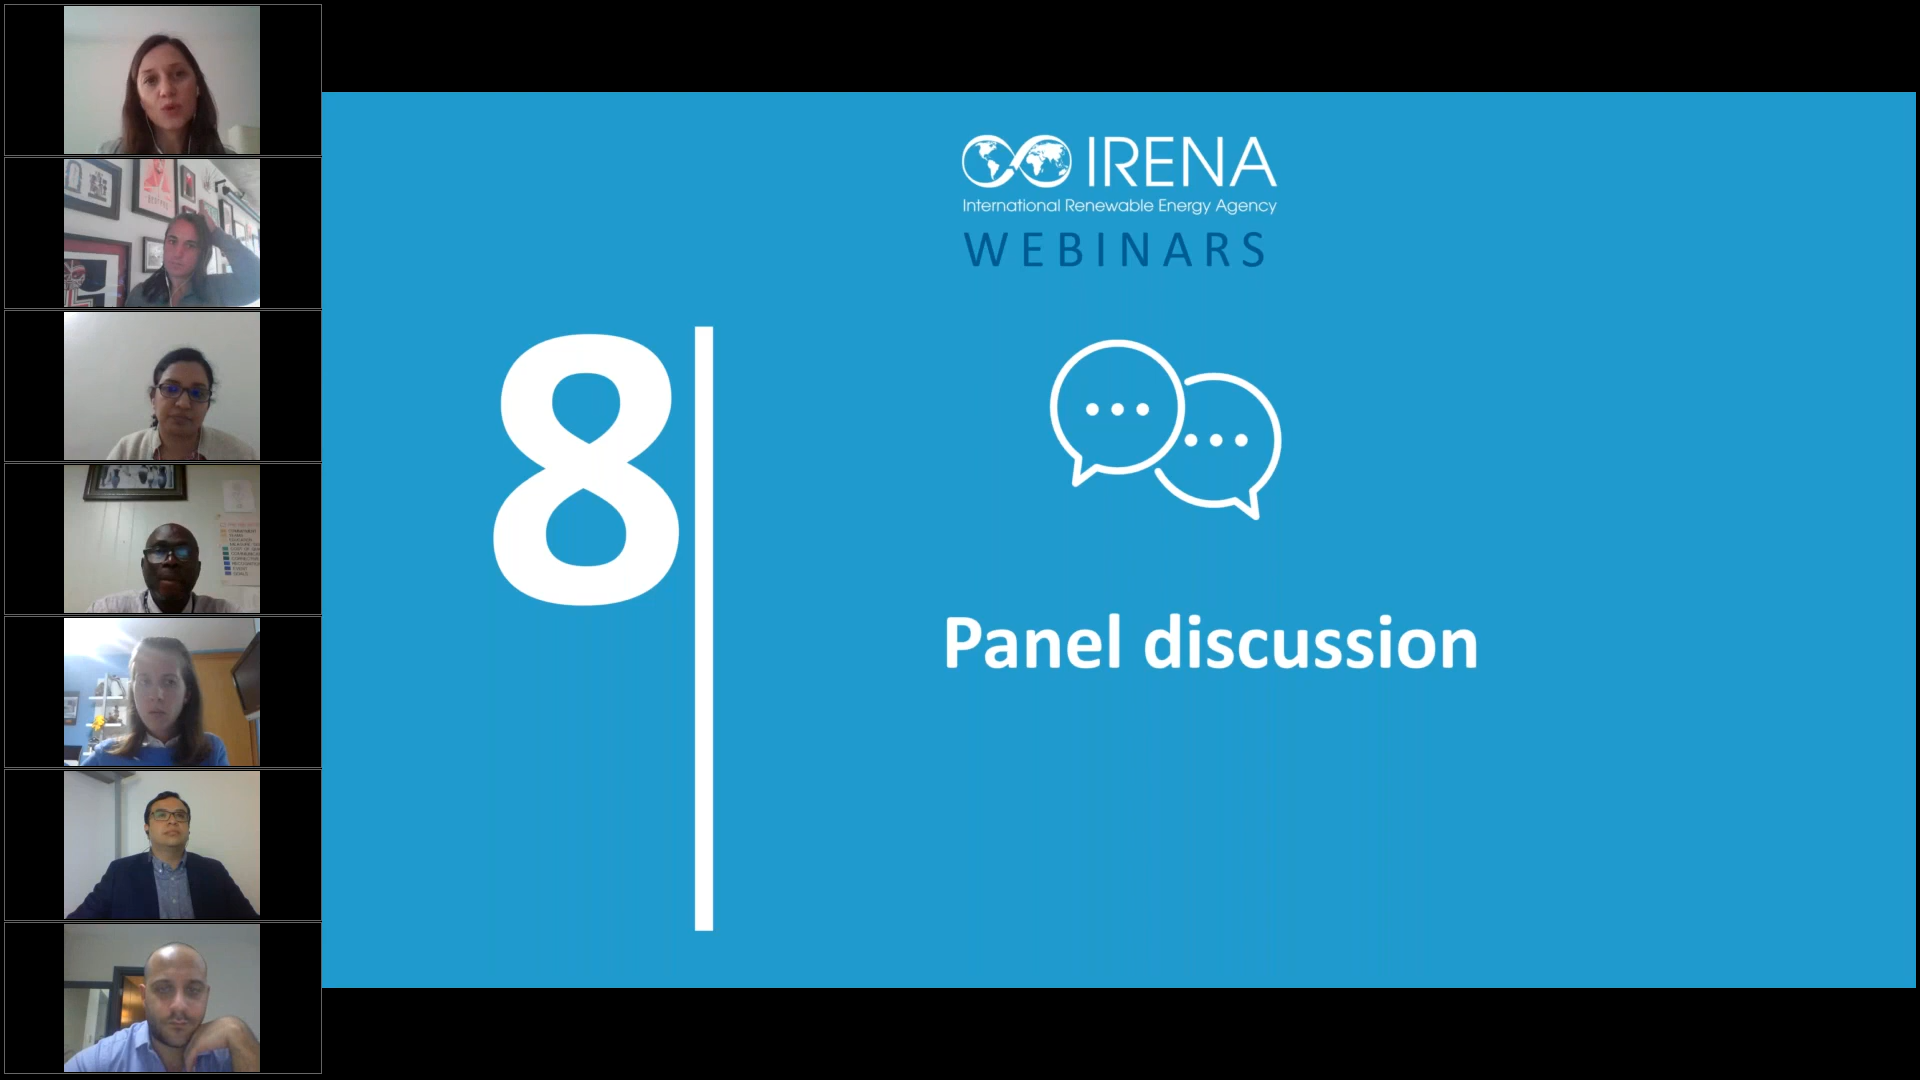 IRENA
International Renewable Energy Agency
WEBINARS
8
Panel discussion